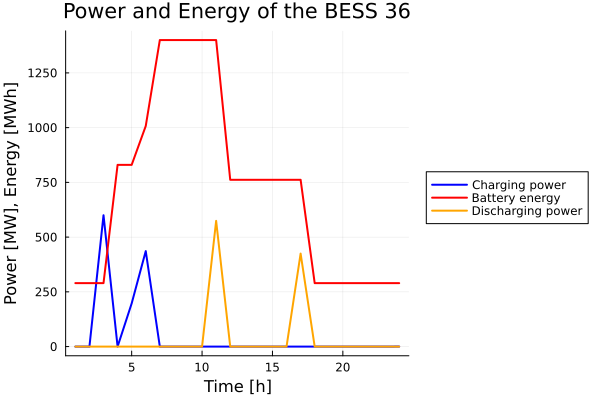 Power and Energy of the BESS 36
Power [MW], Energy [MWh]
1250
1000
750
500
250
0
5
10
15
20
Time [h]
Charging power
Battery energy
Discharging power